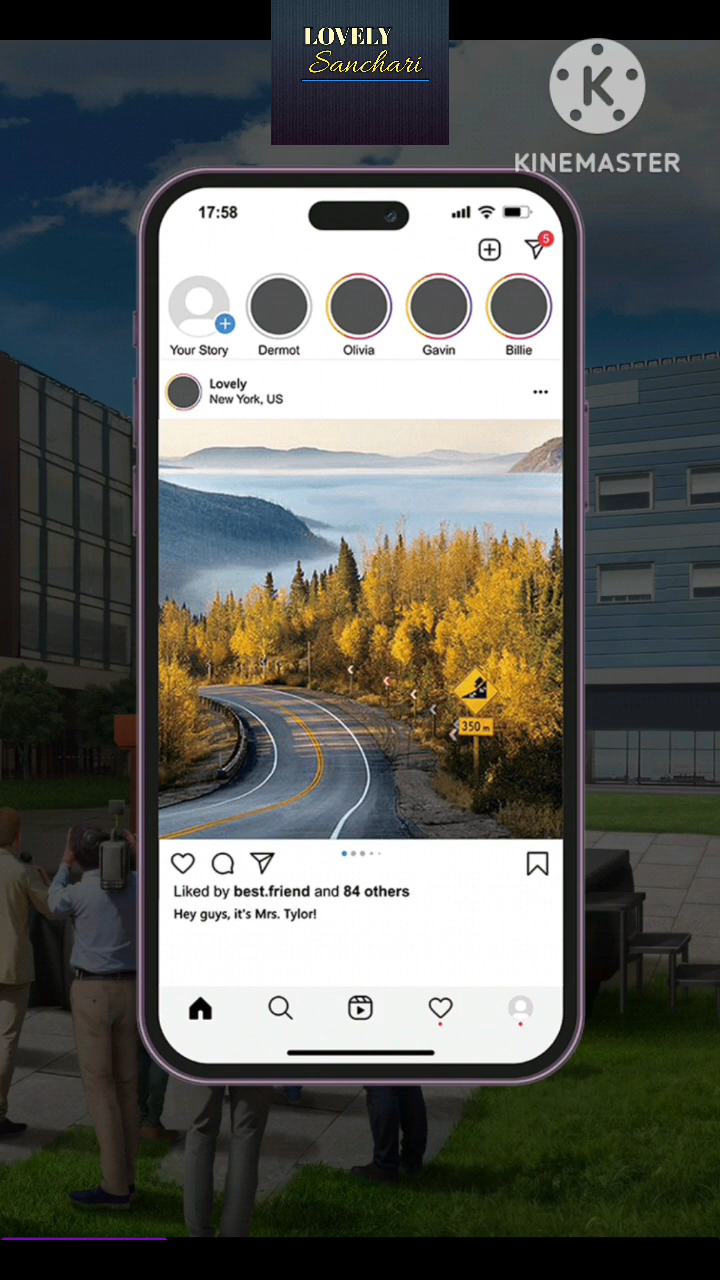 LOVELY
Sanchari
KINEMASTER
17:58
5
Your Story
Dermot
Olivia
Gavin
Billie
Lovely
New York, US
350 m
Liked by best.friend and 84 others
Hey guys, it's Mrs. Tylor!